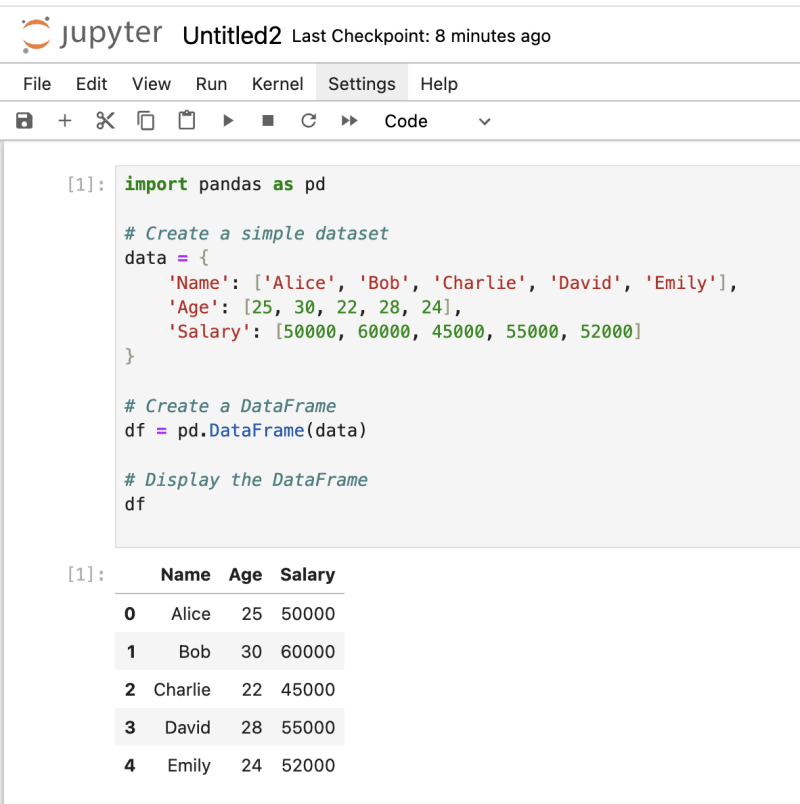 jupyter Untitled2 Last Checkpoint: 8 minutes ago
File Edit View Run Kernel Settings Help
Code
[1]: import pandas as pd
# Create a simple dataset
data = {
    'Name': ['Alice', 'Bob', 'Charlie', 'David', 'Emily'],
    'Age': [25, 30, 22, 28, 24],
    'Salary': [50000, 60000, 45000, 55000, 52000]
}
# Create a DataFrame
df = pd.DataFrame(data)
# Display the DataFrame
df
[1]: Name Age Salary
0 Alice 25 50000
1 Bob 30 60000
2 Charlie 22 45000
3 David 28 55000
4 Emily 24 52000